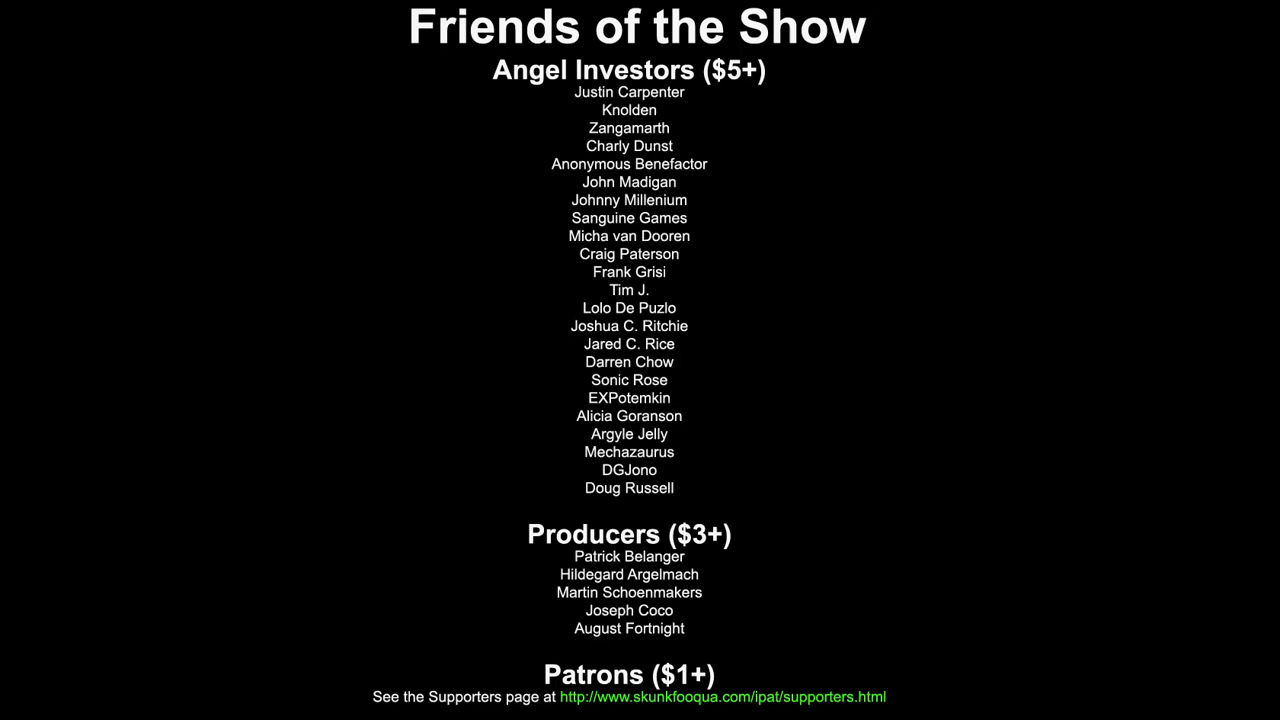 Friends of the Show
Angel Investors ($5+)
Justin Carpenter
Knolden
Zangamarth
Charly Dunst
Anonymous Benefactor
John Madigan
Johnny Millenium
Sanguine Games
Micha van Dooren
Craig Paterson
Frank Grisi
Tim J.
Lolo De Puzlo
Joshua C. Ritchie
Jared C. Rice
Darren Chow
Sonic Rose
EXPotemkin
Alicia Goranson
Argyle Jelly
Mechazaurus
DGJono
Doug Russell
Producers ($3+)
Patrick Belanger
Hildegard Argelmach
Martin Schoenmakers
Joseph Coco
August Fortnight
Patrons ($1+)
See the Supporters page at http://www.skunkfooqua.com/ipat/supporters.html